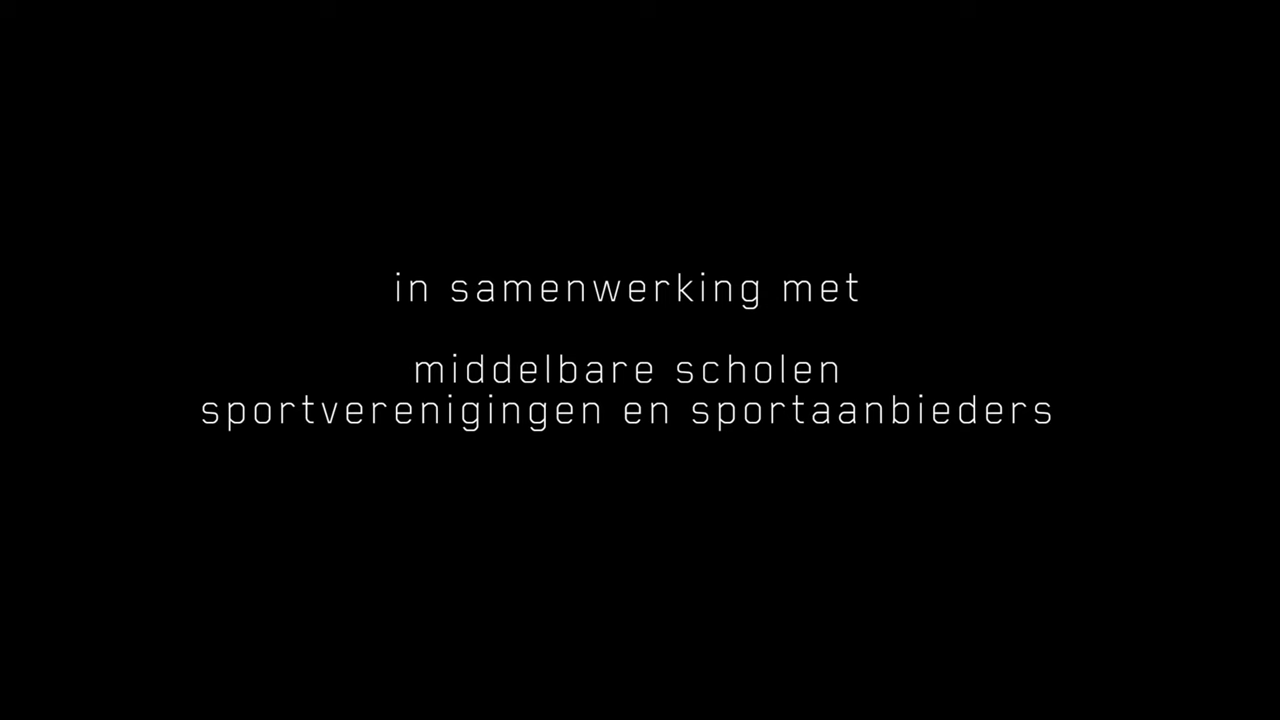 in samenwerking met
middelbare scholen
sportverenigingen en sportaanbieders